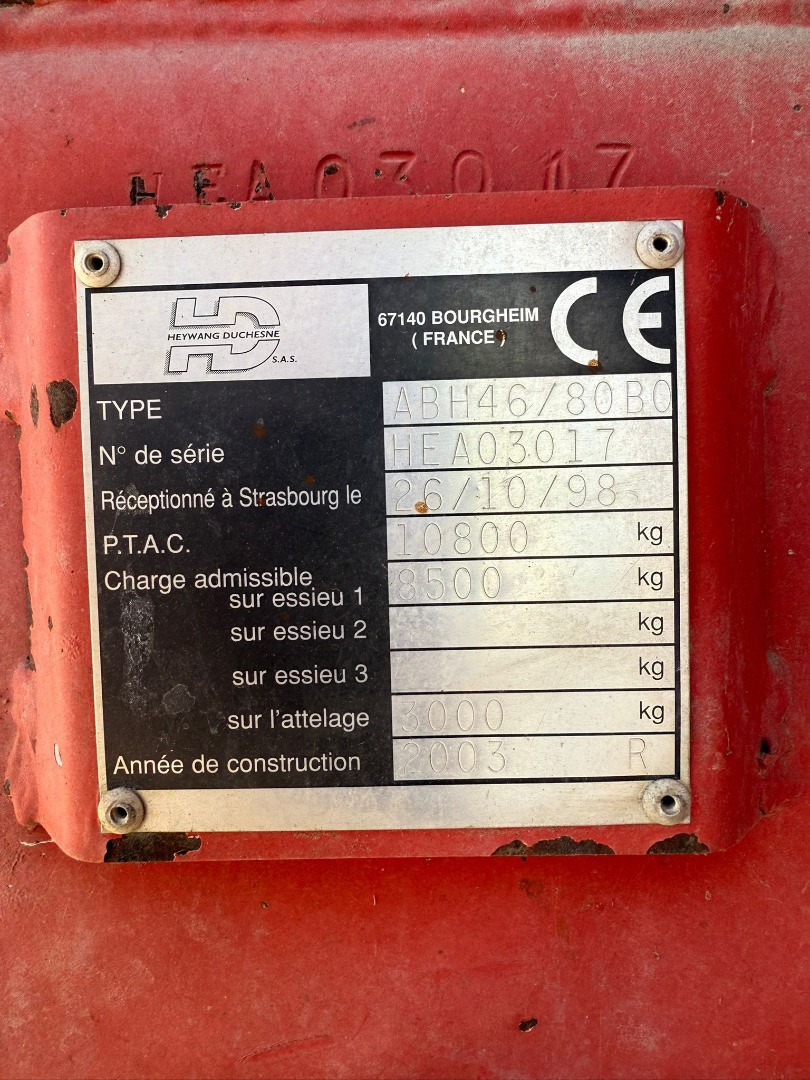 HEA03017
HD
HEYWANG DUCHESNE
S.A.S.
67140 BOURGHEIM
( FRANCE )
CE
TYPE ABH46/80B0
N° de série HEA03017
Réceptionné à Strasbourg le 26/10/98
P.T.A.C. 10800 kg
Charge admissible
sur essieu 1 8500 kg
sur essieu 2 kg
sur essieu 3 kg
sur l'attelage 3000 kg
Année de construction 2003 R